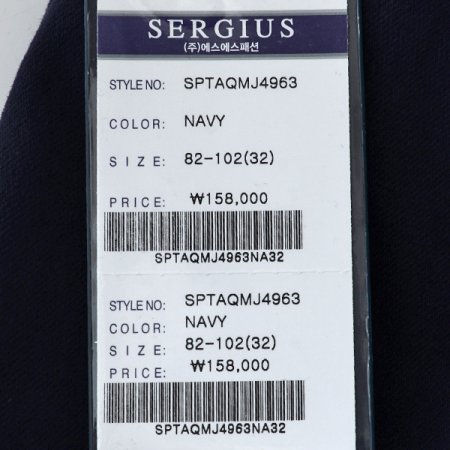 SERGIUS
(주)에스에스패션
STYLE NO: SPTAQMJ4963
COLOR: NAVY
SIZE: 82-102(32)
PRICE: ₩158,000
SPTAQMJ4963NA32
STYLE NO: SPTAQMJ4963
COLOR: NAVY
SIZE: 82-102(32)
PRICE: ₩158,000
SPTAQMJ4963NA32